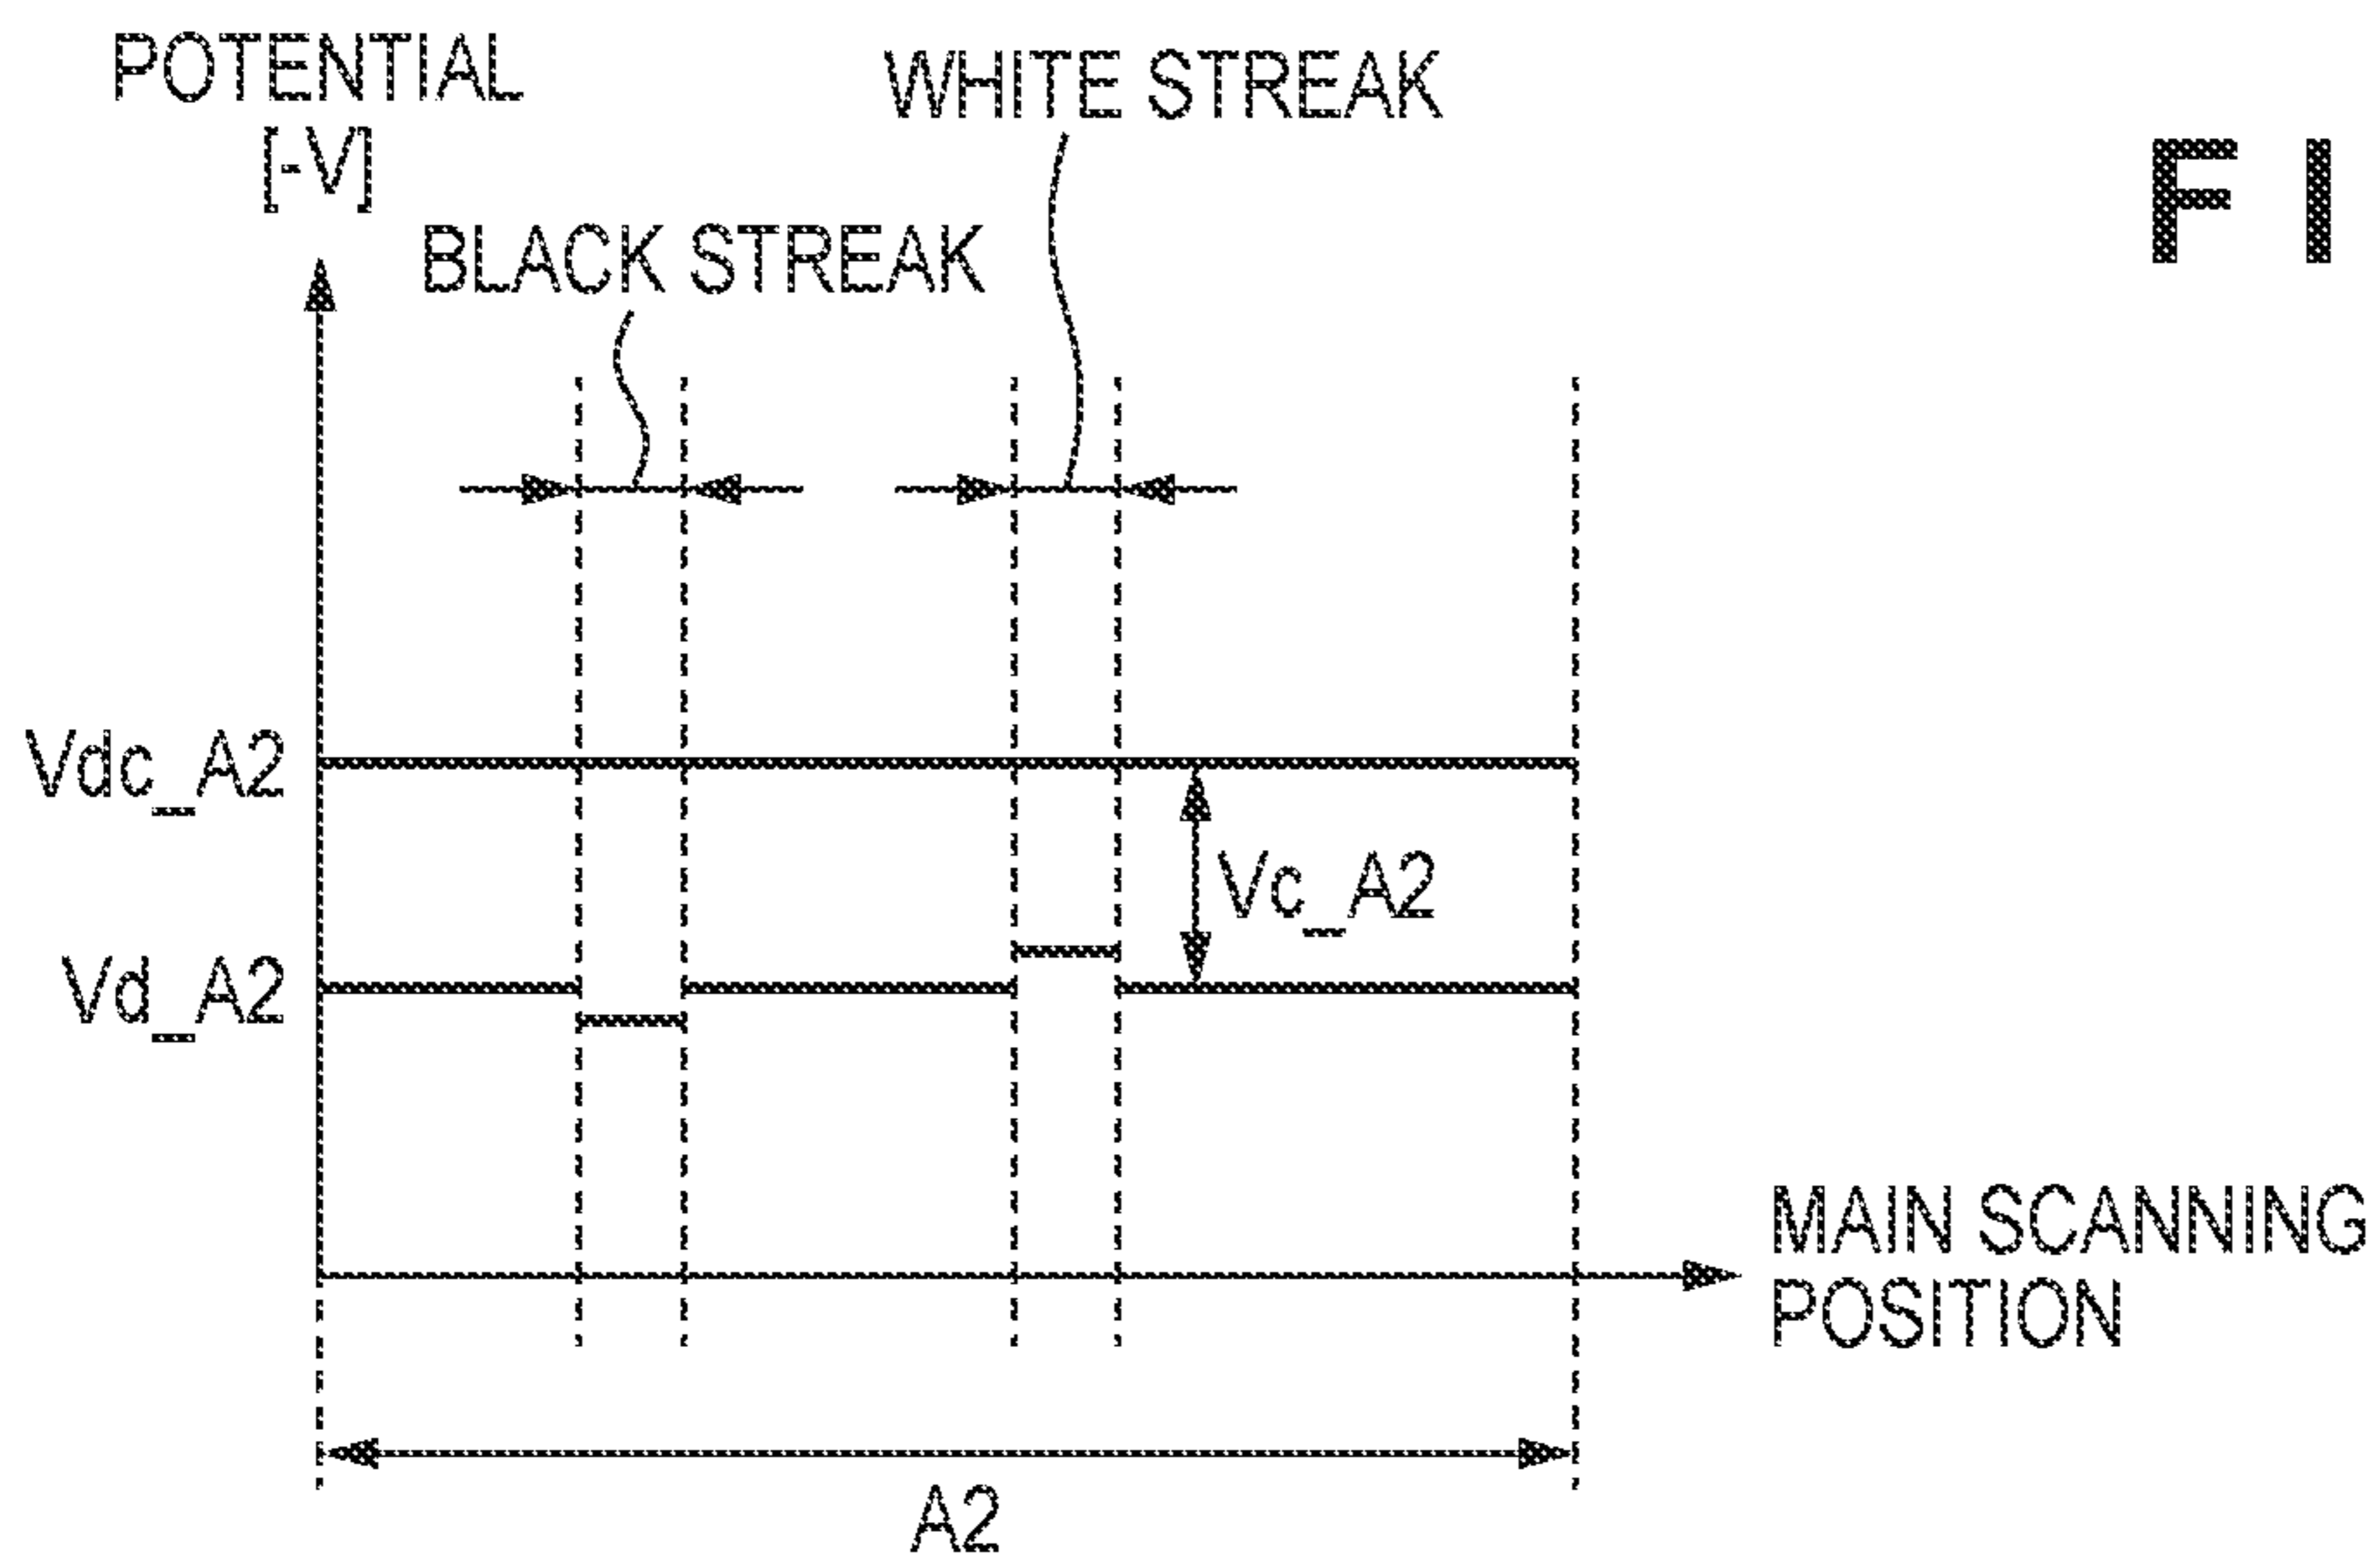 POTENTIAL
[-V]
WHITE STREAK
F I
BLACK STREAK
Vdc_A2
Vc_A2
Vd_A2
MAIN SCANNING
POSITION
A2